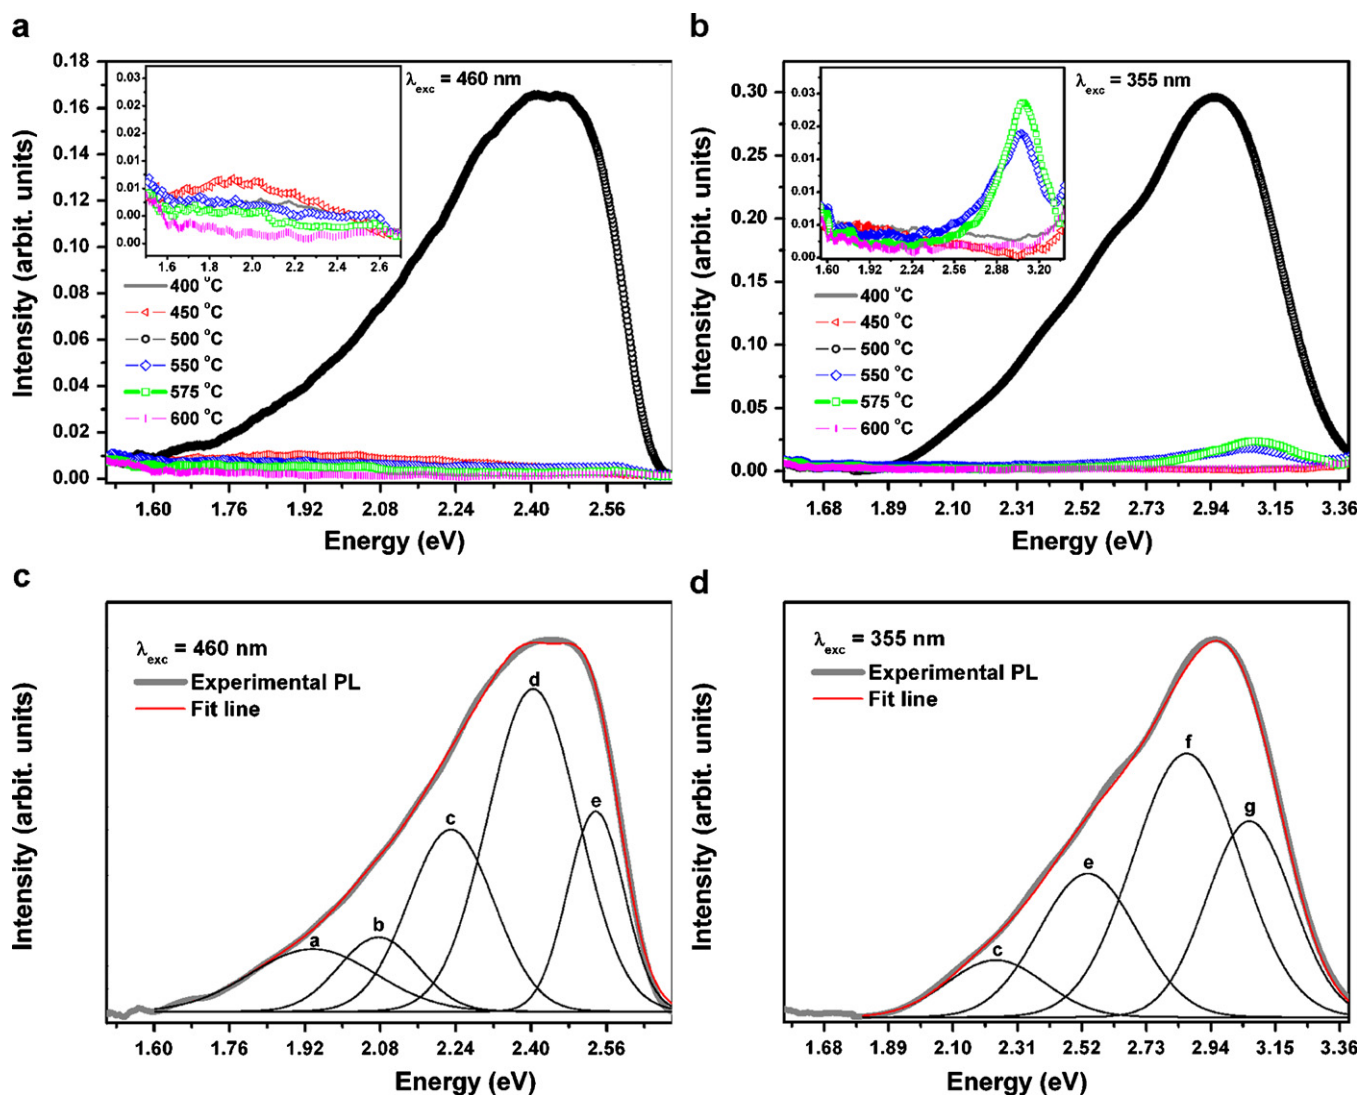 a
Intensity (arbit. units)
0.18
0.16
0.14
0.12
0.10
0.08
0.06
0.04
0.02
0.00
λexc = 460 nm
0.03
0.03
0.02
0.01
0.01
0.00
0.00
1.6
1.8
2.0
2.2
2.4
2.6
400 °C
450 °C
500 °C
550 °C
575 °C
600 °C
1.60
1.76
1.92
2.08
2.24
2.40
2.56
Energy (eV)
b
Intensity (arbit. units)
0.30
0.25
0.20
0.15
0.10
0.05
0.00
λexc = 355 nm
0.03
0.03
0.01
0.01
0.01
0.00
1.60
1.92
2.24
2.56
2.88
3.20
400 °C
450 °C
500 °C
550 °C
575 °C
600 °C
1.68
1.89
2.10
2.31
2.52
2.73
2.94
3.15
3.36
Energy (eV)
c
Intensity (arbit. units)
λexc = 460 nm
Experimental PL
Fit line
a
b
c
d
e
1.60
1.76
1.92
2.08
2.24
2.40
2.56
Energy (eV)
d
Intensity (arbit. units)
λexc = 355 nm
Experimental PL
Fit line
c
e
f
g
1.68
1.89
2.10
2.31
2.52
2.73
2.94
3.15
3.36
Energy (eV)